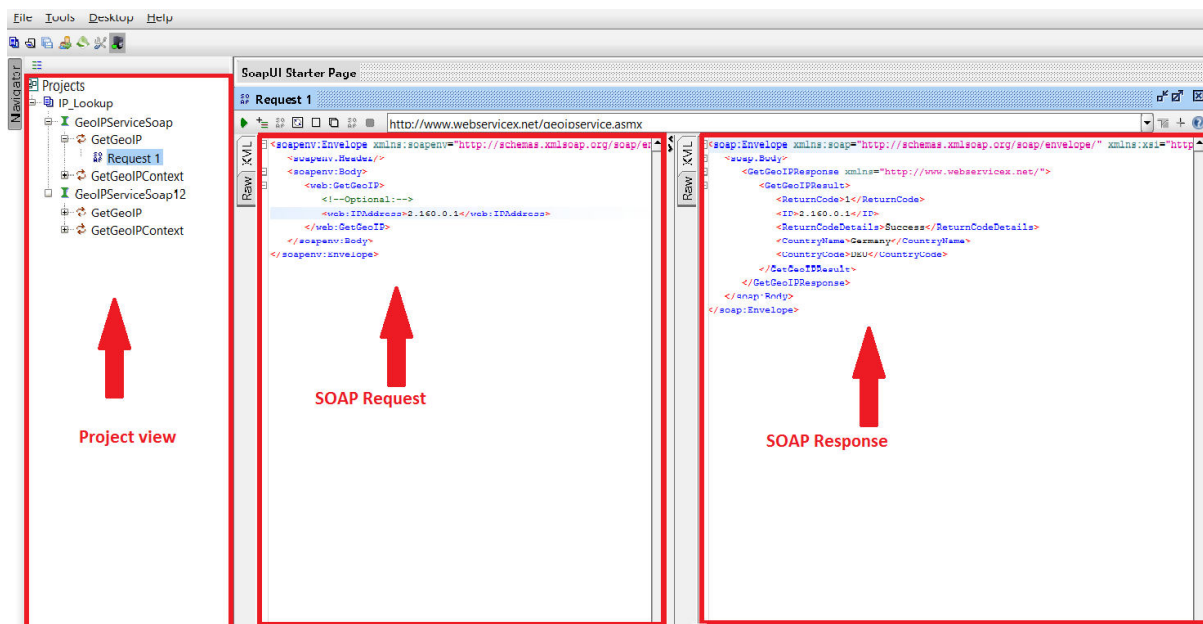 File Tools Desktop Help
Navigator
Projects
IP_Lookup
GeoIPServiceSoap
GetGeoIP
Request 1
GetGeoIPContext
GeoIPServiceSoap12
GetGeoIP
GetGeoIPContext
Project view
SoapUI Starter Page
Request 1
http://www.webservicex.net/geoipservice.asmx
XML
Raw
<soapenv:Envelope xmlns:soapenv="http://schemas.xmlsoap.org/soap/en
<soapenv:Header/>
<soapenv:Body>
<web:GetGeoIP>
<!--Optional:-->
<web:IPAddress>2.160.0.1</web:IPAddress>
</web:GetGeoIP>
</soapenv:Body>
</soapenv:Envelope>
SOAP Request
XML
Raw
<soap:Envelope xmlns:soap="http://schemas.xmlsoap.org/soap/envelope/" xmlns:xsi="http
<soap:Body>
<GetGeoIPResponse xmlns="http://www.webservicex.net/">
<GetGeoIPResult>
<ReturnCode>1</ReturnCode>
<IP>2.160.0.1</IP>
<ReturnCodeDetails>Success</ReturnCodeDetails>
<CountryName>Germany</CountryName>
<CountryCode>DEU</CountryCode>
</GetGeoIPResult>
</GetGeoIPResponse>
</soap:Body>
</soap:Envelope>
SOAP Response